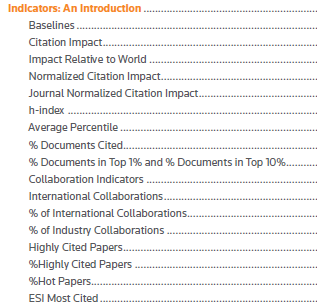 Indicators: An Introduction
Baselines
Citation Impact
Impact Relative to World
Normalized Citation Impact
Journal Normalized Citation Impact
h-index
Average Percentile
% Documents Cited
% Documents in Top 1% and % Documents in Top 10%
Collaboration Indicators
International Collaborations
% of International Collaborations
% of Industry Collaborations
Highly Cited Papers
%Highly Cited Papers
%Hot Papers
ESI Most Cited